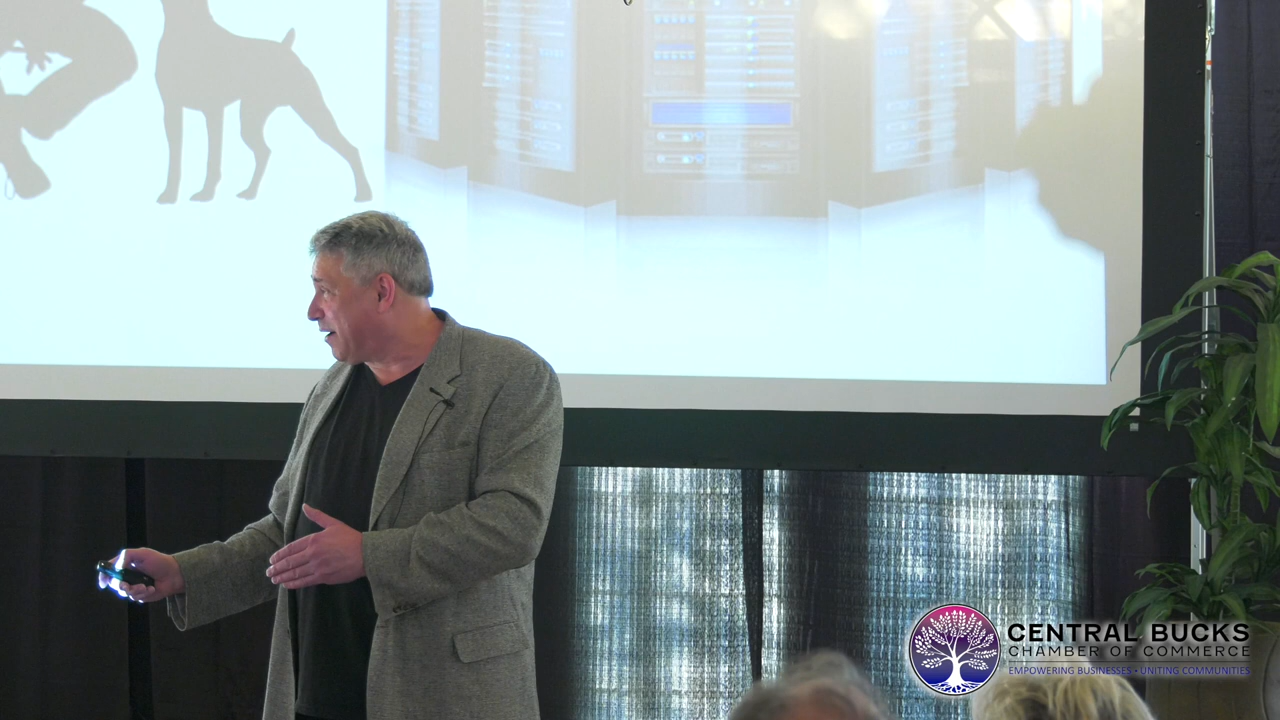 CENTRAL BUCKS
CHAMBER OF COMMERCE
EMPOWERING BUSINESSES • UNITING COMMUNITIES